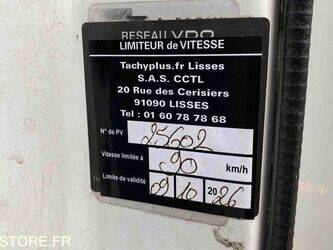 RESEAU VDO
LIMITEUR de VITESSE
Tachyplus.fr Lisses
S.A.S. CCTL
20 Rue des Cerisiers
91090 LISSES
Tel : 01 60 78 78 68
N° de PV 25602
Vitesse limitée à 90 km/h
Limite de validité 09 10 2026
STORE.FR